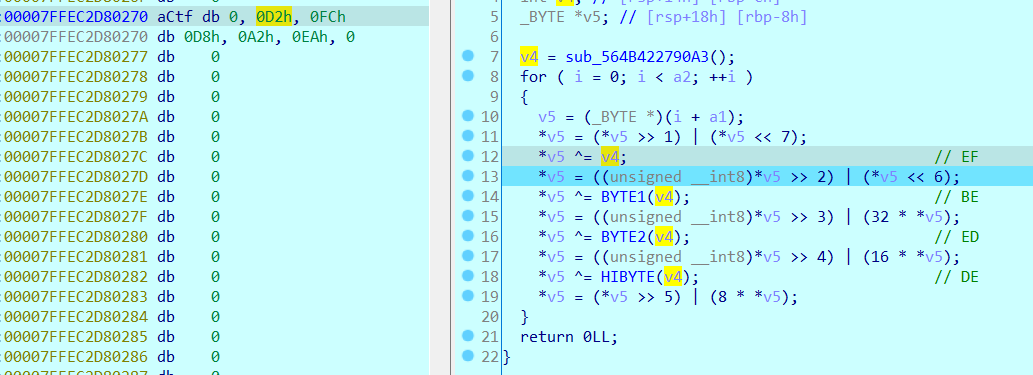 :00007FFEC2D80270 aCtf db 0, 0D2h, 0FCh
:00007FFEC2D80270 db 0D8h, 0A2h, 0EAh, 0
:00007FFEC2D80277 db 0
:00007FFEC2D80278 db 0
:00007FFEC2D80279 db 0
:00007FFEC2D8027A db 0
:00007FFEC2D8027B db 0
:00007FFEC2D8027C db 0
:00007FFEC2D8027D db 0
:00007FFEC2D8027E db 0
:00007FFEC2D8027F db 0
:00007FFEC2D80280 db 0
:00007FFEC2D80281 db 0
:00007FFEC2D80282 db 0
:00007FFEC2D80283 db 0
:00007FFEC2D80284 db 0
:00007FFEC2D80285 db 0
:00007FFEC2D80286 db 0
5 _BYTE *v5; // [rsp+18h] [rbp-8h]
6
7 v4 = sub_564B422790A3();
8 for ( i = 0; i < a2; ++i )
9 {
10 v5 = (_BYTE *)(i + a1);
11 *v5 = (*v5 >> 1) | (*v5 << 7);
12 *v5 ^= v4; // EF
13 *v5 = ((unsigned __int8)*v5 >> 2) | (*v5 << 6);
14 *v5 ^= BYTE1(v4); // BE
15 *v5 = ((unsigned __int8)*v5 >> 3) | (32 * *v5);
16 *v5 ^= BYTE2(v4); // ED
17 *v5 = ((unsigned __int8)*v5 >> 4) | (16 * *v5);
18 *v5 ^= HIBYTE(v4); // DE
19 *v5 = (*v5 >> 5) | (8 * *v5);
20 }
21 return 0LL;
22 }